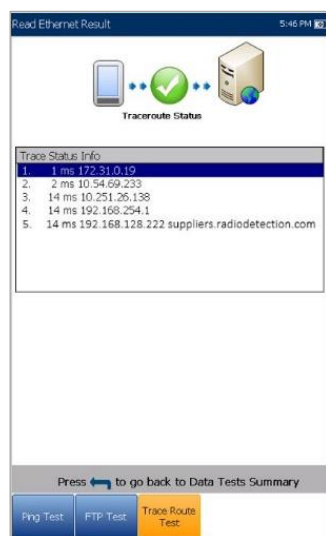 Read Ethernet Result 5:46 PM
Traceroute Status
Trace Status Info
1. 1 ms 172.31.0.19
2. 2 ms 10.54.69.233
3. 14 ms 10.251.26.138
4. 14 ms 192.168.254.1
5. 14 ms 192.168.128.222 suppliers.radiodetection.com
Press to go back to Data Tests Summary
Ping Test FTP Test Trace Route
Test